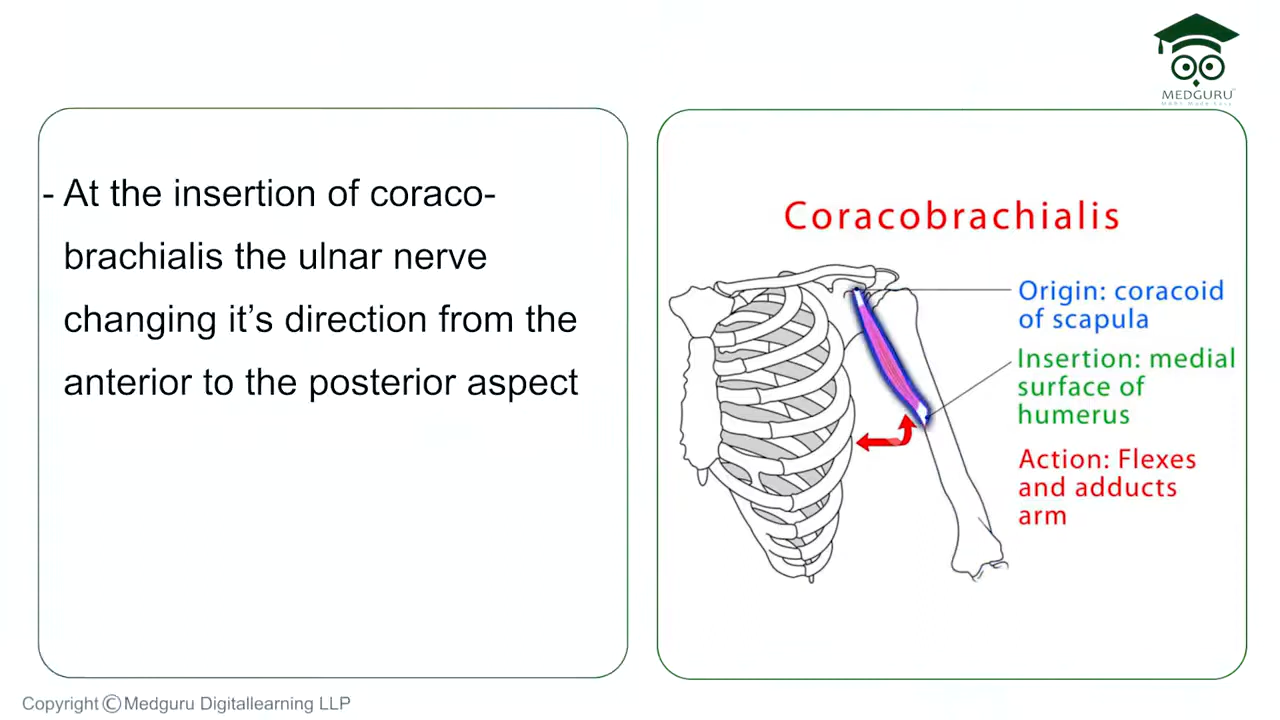 MEDGURU
- At the insertion of coraco-
brachialis the ulnar nerve
changing it's direction from the
anterior to the posterior aspect
Coracobrachialis
Origin: coracoid
of scapula
Insertion: medial
surface of
humerus
Action: Flexes
and adducts
arm
Copyright © Medguru Digitallearning LLP